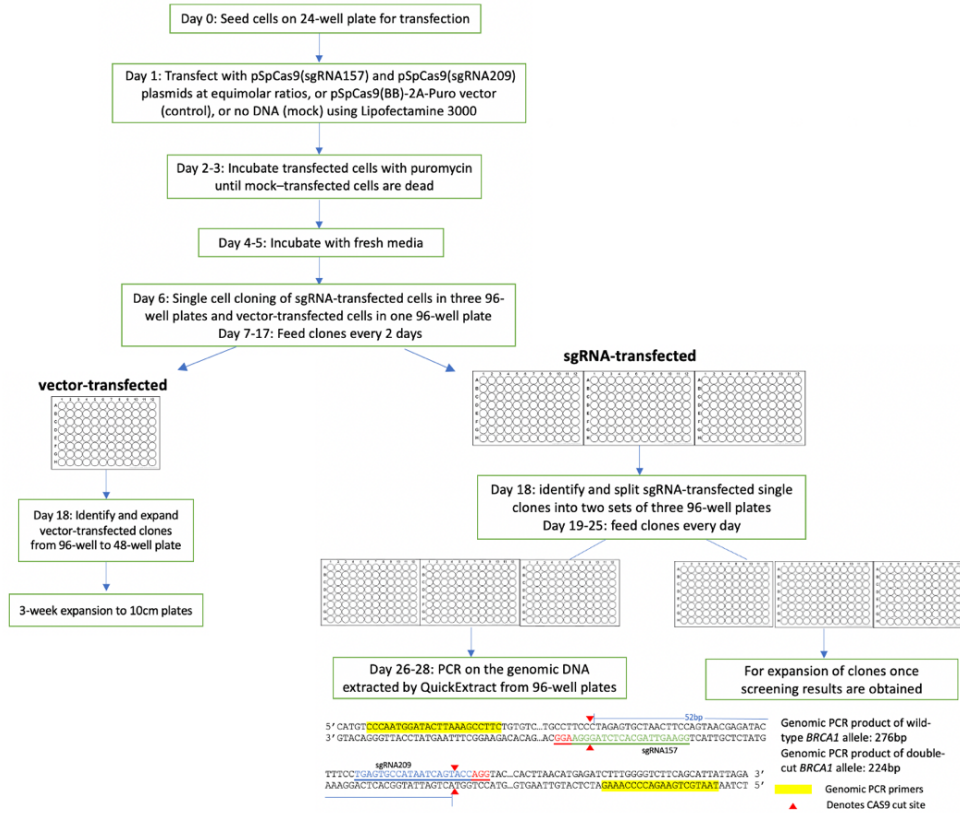 Day 0: Seed cells on 24-well plate for transfection
Day 1: Transfect with pSpCas9(sgRNA157) and pSpCas9(sgRNA209)
plasmids at equimolar ratios, or pSpCas9(BB)-2A-Puro vector
(control), or no DNA (mock) using Lipofectamine 3000
Day 2-3: Incubate transfected cells with puromycin
until mock–transfected cells are dead
Day 4-5: Incubate with fresh media
Day 6: Single cell cloning of sgRNA-transfected cells in three 96-
well plates and vector-transfected cells in one 96-well plate
Day 7-17: Feed clones every 2 days
vector-transfected
sgRNA-transfected
Day 18: Identify and expand
vector-transfected clones
from 96-well to 48-well plate
3-week expansion to 10cm plates
Day 18: identify and split sgRNA-transfected single
clones into two sets of three 96-well plates
Day 19-25: feed clones every day
Day 26-28: PCR on the genomic DNA
extracted by QuickExtract from 96-well plates
For expansion of clones once
screening results are obtained
52bp
5'CATGTCCCAATGGATACTTAAAGCCTTCTGTGTC…TGCCTTCCCTAGAGTGCTAACTTCCAGTAACGAGATAC
3'GTACAGGGTTACCTATGAATTTCGGAAGACACAG…ACGGAAGGGATCTCACGATTGAAGGTCATTGCTCTATG
sgRNA157
sgRNA209
TTTCCTGAGTGCCATAATCAGTACCAGGTAC…CACTTAACATGAGATCTTTGGGGTCTTCAGCATTATTAGA 3'
AAAGGACTCACGGTATTAGTCATGGTCCATG…GTGAATTGTACTCTAGAAACCCCAGAAGTCGTAATAATCT 5'
Genomic PCR product of wild-
type BRCA1 allele: 276bp
Genomic PCR product of double-
cut BRCA1 allele: 224bp
Genomic PCR primers
Denotes CAS9 cut site